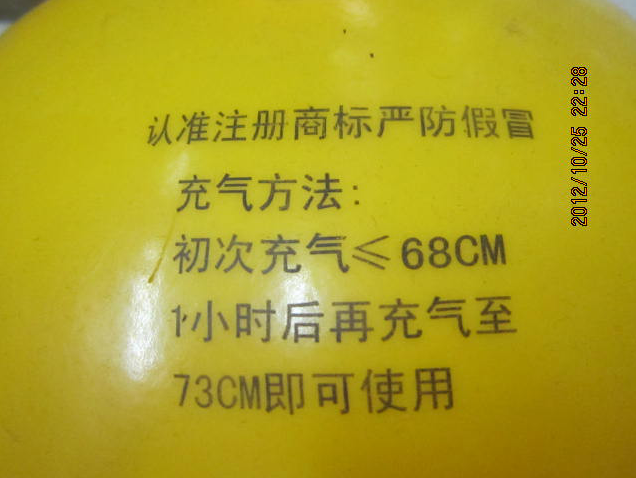 认准注册商标严防假冒
充气方法:
初次充气≤68CM
1小时后再充气至
73CM即可使用
2012/10/25 22:28